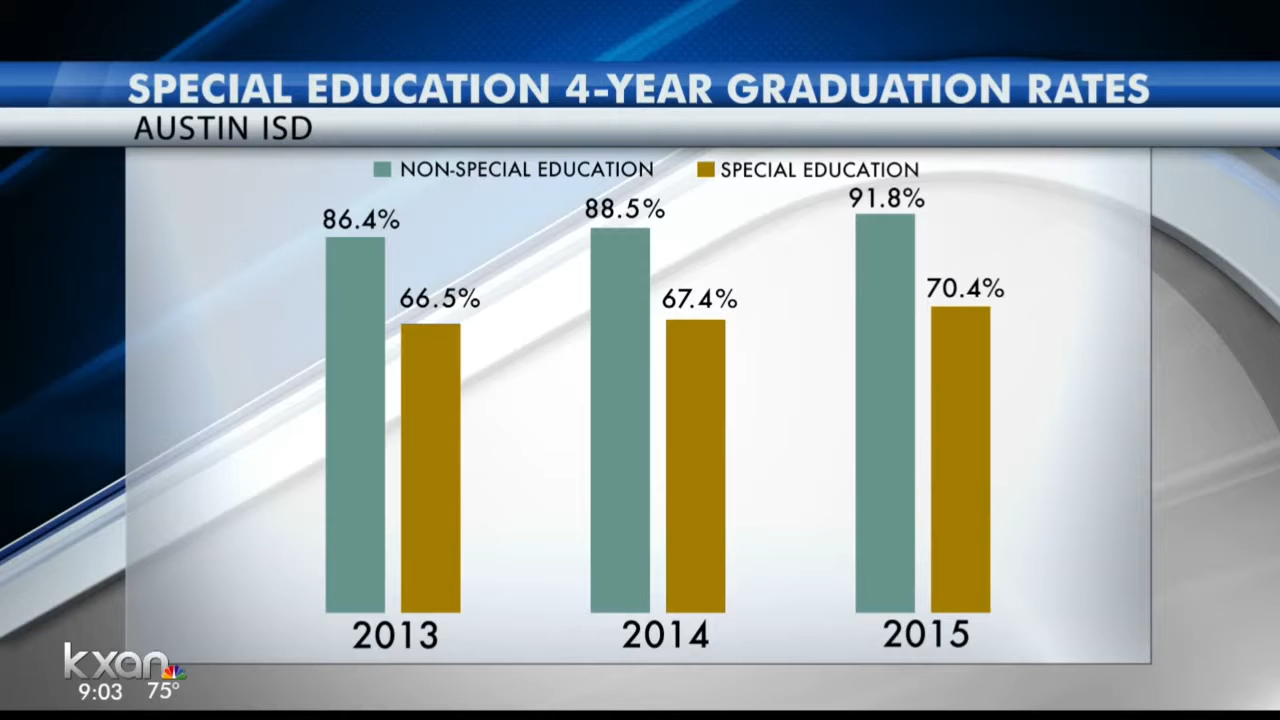 SPECIAL EDUCATION 4-YEAR GRADUATION RATES
AUSTIN ISD
NON-SPECIAL EDUCATION SPECIAL EDUCATION
86.4% 66.5% 88.5% 67.4% 91.8% 70.4%
2013 2014 2015
kxan
9:03 75°